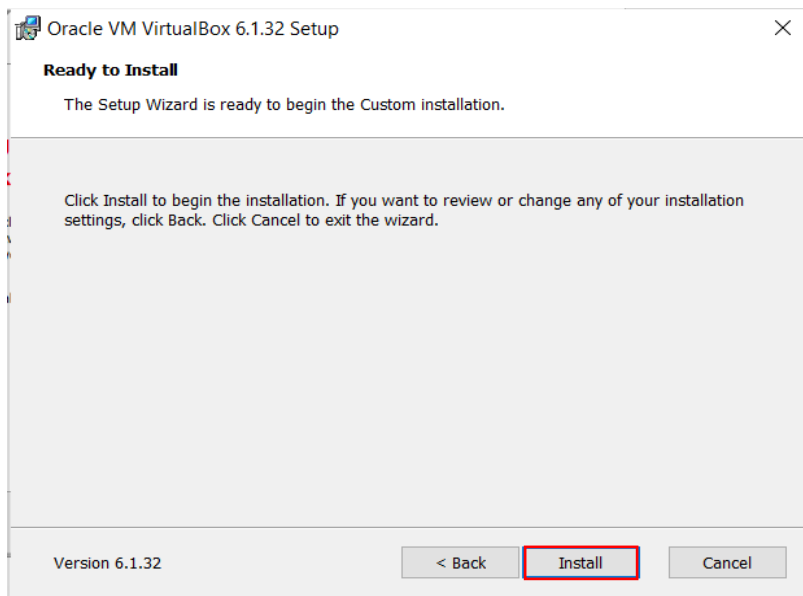 Oracle VM VirtualBox 6.1.32 Setup
Ready to Install
The Setup Wizard is ready to begin the Custom installation.
Click Install to begin the installation. If you want to review or change any of your installation
settings, click Back. Click Cancel to exit the wizard.
Version 6.1.32
< Back
Install
Cancel